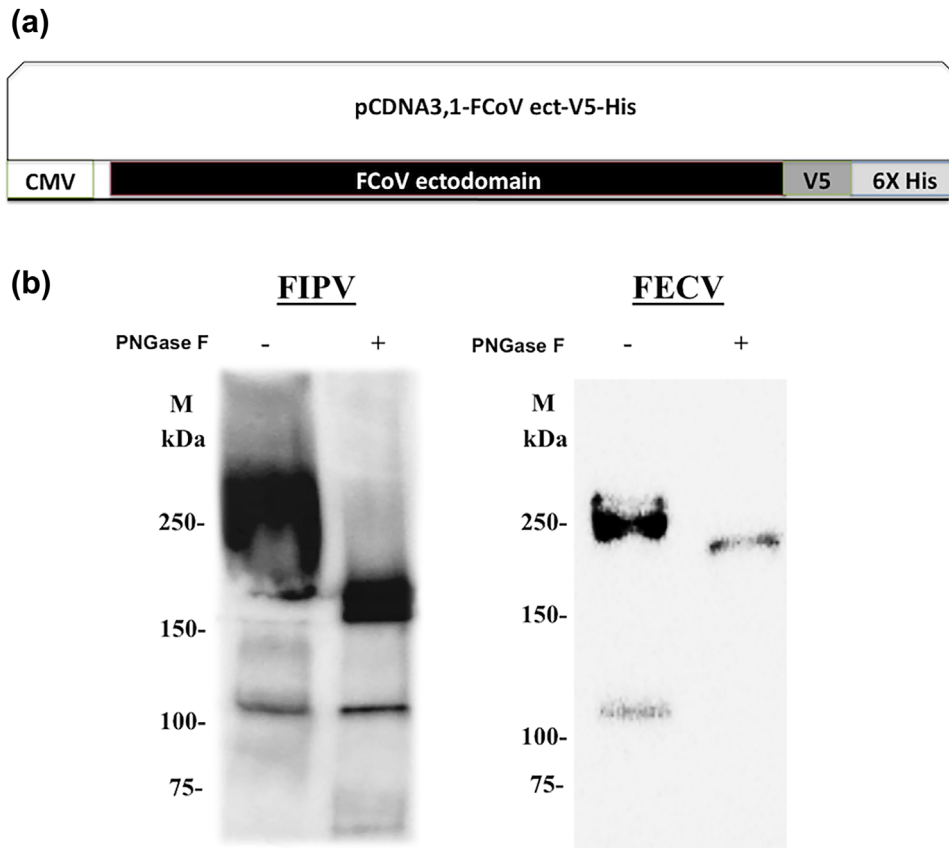 (a)
pCDNA3,1-FCoV ect-V5-His
CMV FCoV ectodomain V5 6X His
(b)
FIPV
PNGase F - +
M
kDa
250-
150-
100-
75-
FECV
PNGase F - +
M
kDa
250-
150-
100-
75-